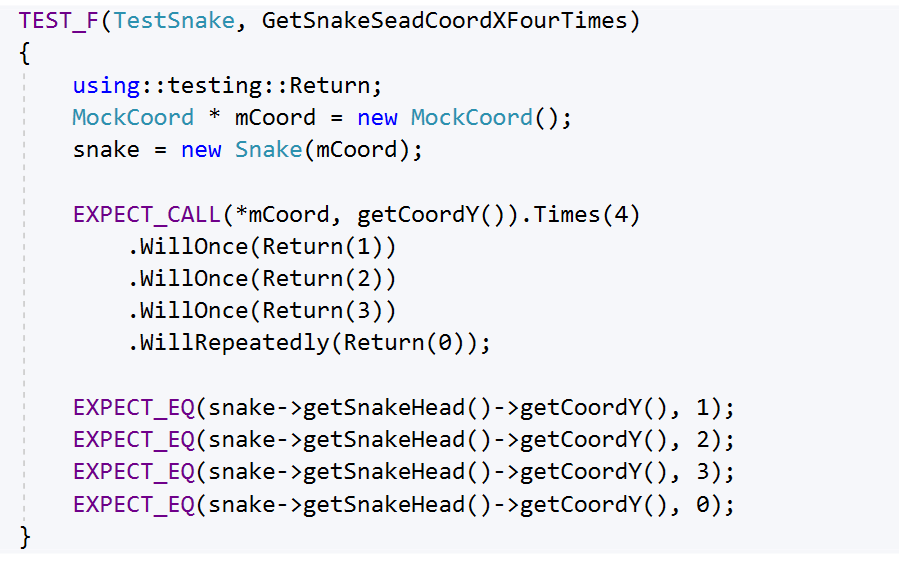 TEST_F(TestSnake, GetSnakeSeadCoordXFourTimes)
{
using::testing::Return;
MockCoord * mCoord = new MockCoord();
snake = new Snake(mCoord);
EXPECT_CALL(*mCoord, getCoordY()).Times(4)
.WillOnce(Return(1))
.WillOnce(Return(2))
.WillOnce(Return(3))
.WillRepeatedly(Return(0));
EXPECT_EQ(snake->getSnakeHead()->getCoordY(), 1);
EXPECT_EQ(snake->getSnakeHead()->getCoordY(), 2);
EXPECT_EQ(snake->getSnakeHead()->getCoordY(), 3);
EXPECT_EQ(snake->getSnakeHead()->getCoordY(), 0);
}